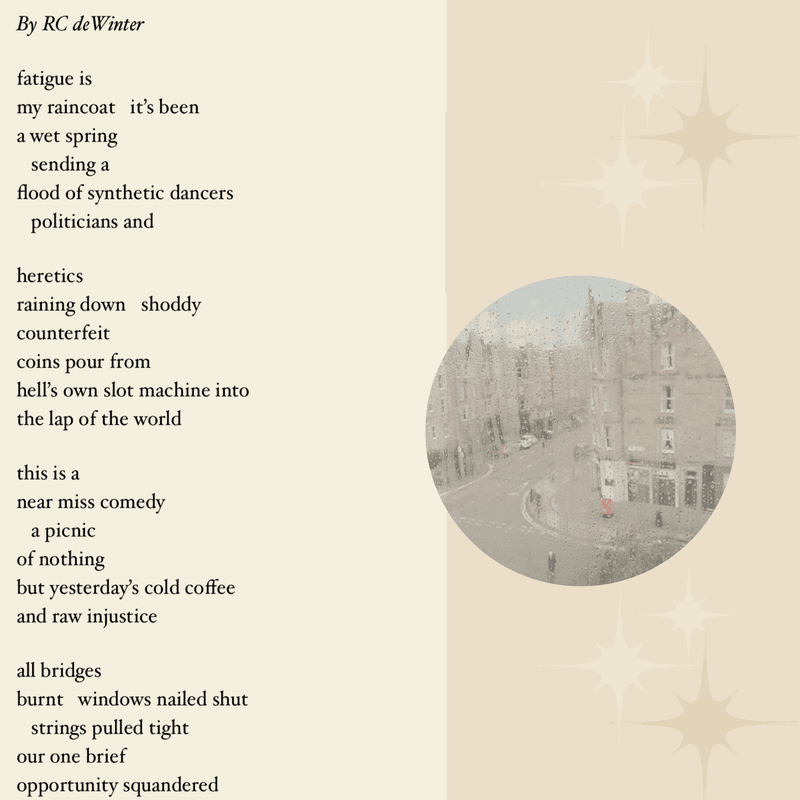 By RC deWinter
fatigue is
my raincoat   it’s been
a wet spring
sending a
flood of synthetic dancers
politicians and
heretics
raining down   shoddy
counterfeit
coins pour from
hell’s own slot machine into
the lap of the world
this is a
near miss comedy
a picnic
of nothing
but yesterday’s cold coffee
and raw injustice
all bridges
burnt   windows nailed shut
strings pulled tight
our one brief
opportunity squandered